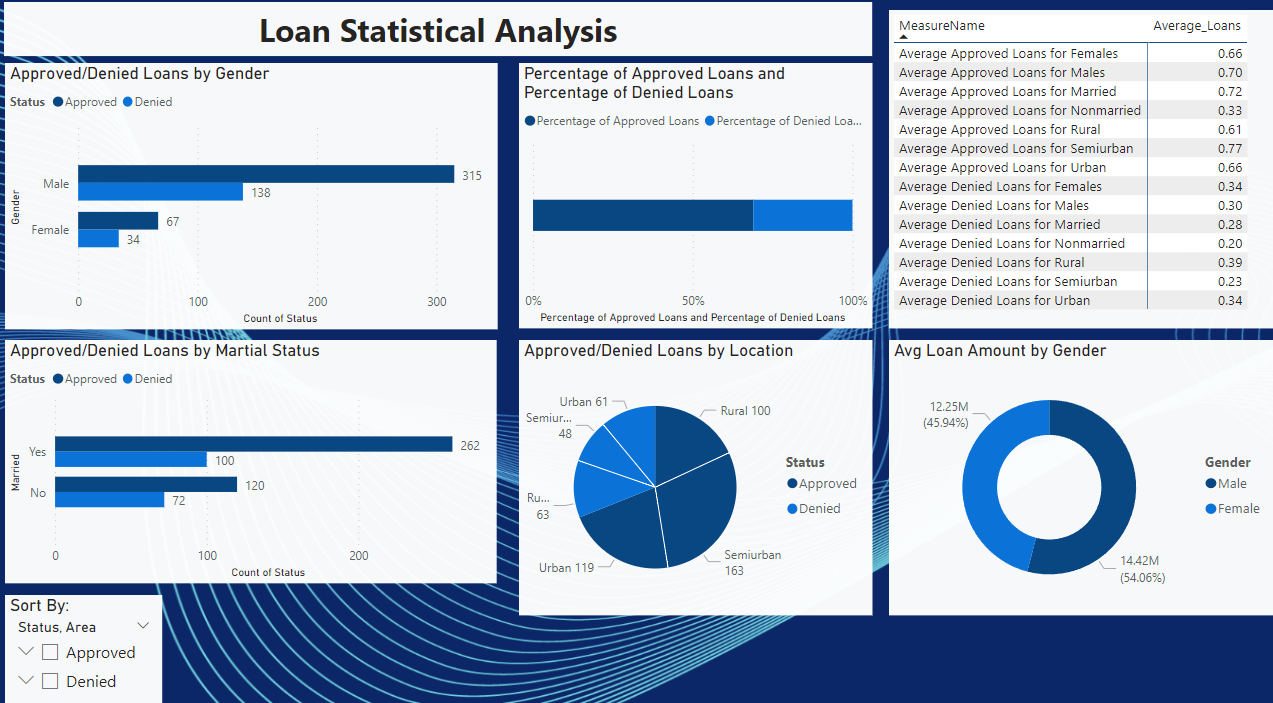 Loan Statistical Analysis
Approved/Denied Loans by Gender
Status Approved Denied
Gender
Male
315
138
Female
67
34
0 100 200 300
Count of Status
Percentage of Approved Loans and
Percentage of Denied Loans
Percentage of Approved Loans Percentage of Denied Loa...
0% 50% 100%
Percentage of Approved Loans and Percentage of Denied Loans
MeasureName Average_Loans
Average Approved Loans for Females 0.66
Average Approved Loans for Males 0.70
Average Approved Loans for Married 0.72
Average Approved Loans for Nonmarried 0.33
Average Approved Loans for Rural 0.61
Average Approved Loans for Semiurban 0.77
Average Approved Loans for Urban 0.66
Average Denied Loans for Females 0.34
Average Denied Loans for Males 0.30
Average Denied Loans for Married 0.28
Average Denied Loans for Nonmarried 0.20
Average Denied Loans for Rural 0.39
Average Denied Loans for Semiurban 0.23
Average Denied Loans for Urban 0.34
Approved/Denied Loans by Martial Status
Status Approved Denied
Married
Yes
262
100
No
120
72
0 100 200
Count of Status
Approved/Denied Loans by Location
Urban 61
Semiur...
48
Ru...
63
Urban 119
Rural 100
Semiurban
163
Status
Approved
Denied
Avg Loan Amount by Gender
12.25M
(45.94%)
14.42M
(54.06%)
Gender
Male
Female
Sort By:
Status, Area
Approved
Denied